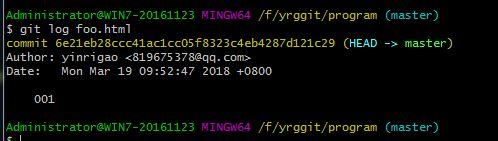 Administrator@WIN7-20161123 MINGW64 /f/yrggit/program (master)
$ git log foo.html
commit 6e21eb28ccc41ac1cc05f8323c4eb4287d121c29 (HEAD -> master)
Author: yinrigao <819675378@qq.com>
Date:   Mon Mar 19 09:52:47 2018 +0800
001
Administrator@WIN7-20161123 MINGW64 /f/yrggit/program (master)
$